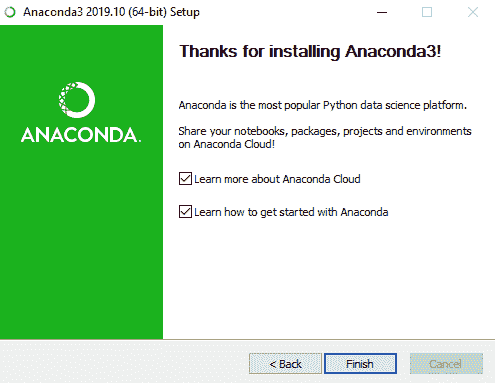 Anaconda3 2019.10 (64-bit) Setup
Thanks for installing Anaconda3!
ANACONDA.
Anaconda is the most popular Python data science platform.
Share your notebooks, packages, projects and environments
on Anaconda Cloud!
Learn more about Anaconda Cloud
Learn how to get started with Anaconda
< Back
Finish
Cancel